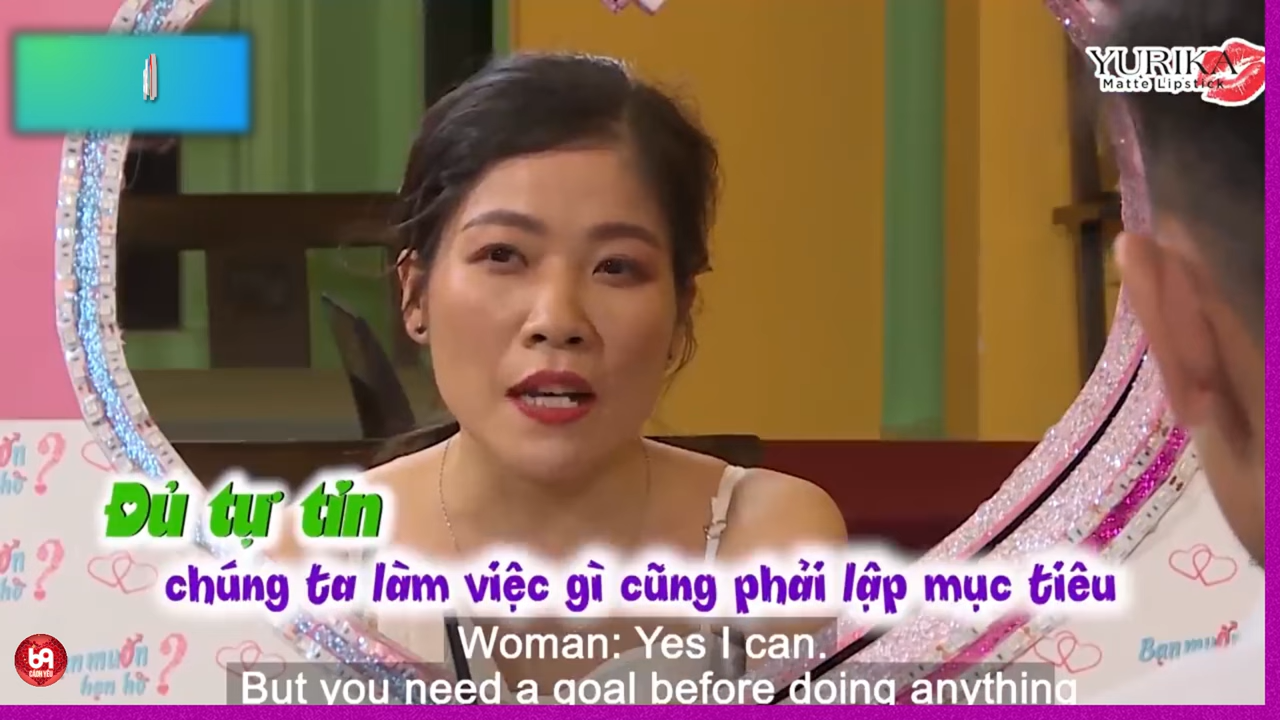 YURIKA
Matte Lipstick
Đủ tự tin
chúng ta làm việc gì cũng phải lập mục tiêu
Woman: Yes I can.
But you need a goal before doing anything
muốn
hẹn hò ?
Bạn muốn